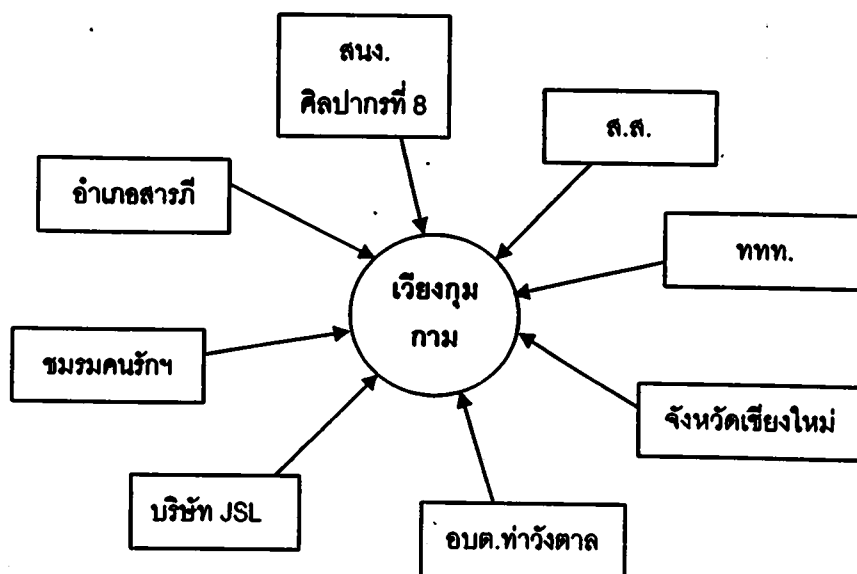 สนง.
ศิลปากรที่ 8
ส.ส.
อำเภอสารภี
ททท.
เวียงกุม
กาม
ชมรมคนรักฯ
จังหวัดเชียงใหม่
บริษัท JSL
อบต.ท่าวังตาล